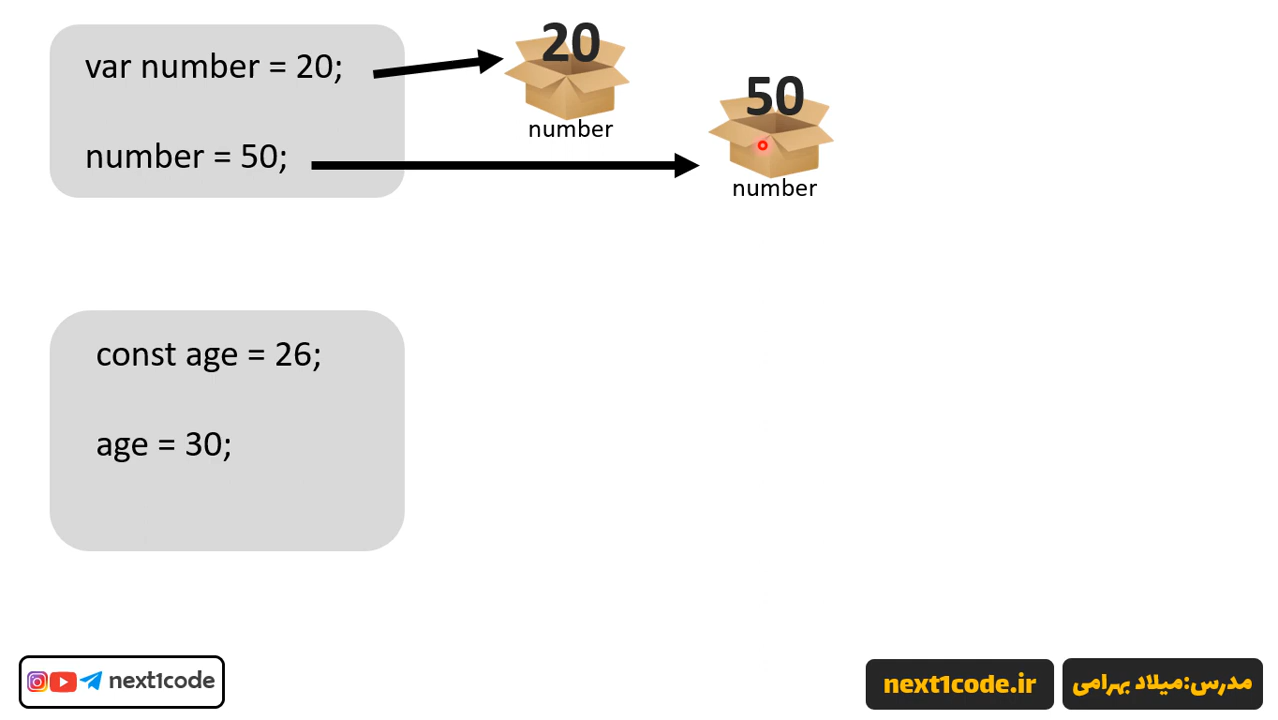 var number = 20;
20
number
number = 50;
50
number
const age = 26;
age = 30;
next1code
next1code.ir
مدرس:میلاد بهرامی